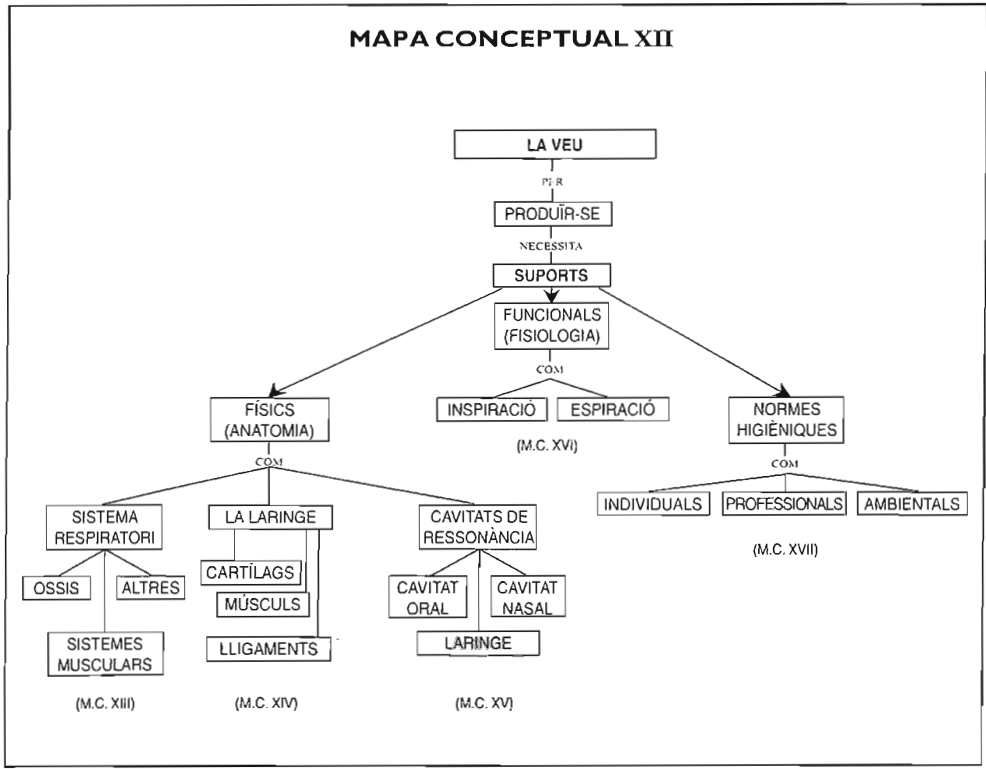 MAPA CONCEPTUAL XII
LA VEU
PER
PRODUÏR-SE
NECESSITA
SUPORTS
FUNCIONALS
(FISIOLOGIA)
COM
INSPIRACIÓ
ESPIRACIÓ
(M.C. XVI)
FÍSICS
(ANATOMIA)
COM
NORMES
HIGIÈNIQUES
COM
INDIVIDUALS
PROFESSIONALS
AMBIENTALS
(M.C. XVII)
SISTEMA
RESPIRATORI
OSSIS
ALTRES
SISTEMES
MUSCULARS
(M.C. XIII)
LA LARINGE
CARTÍLAGS
MÚSCULS
LLIGAMENTS
(M.C. XIV)
CAVITATS DE
RESSONÀNCIA
CAVITAT
ORAL
CAVITAT
NASAL
LARINGE
(M.C. XV)